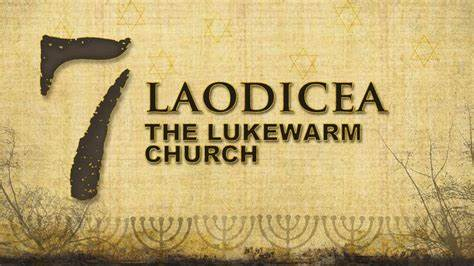 7
LAODICEA
THE LUKEWARM
CHURCH